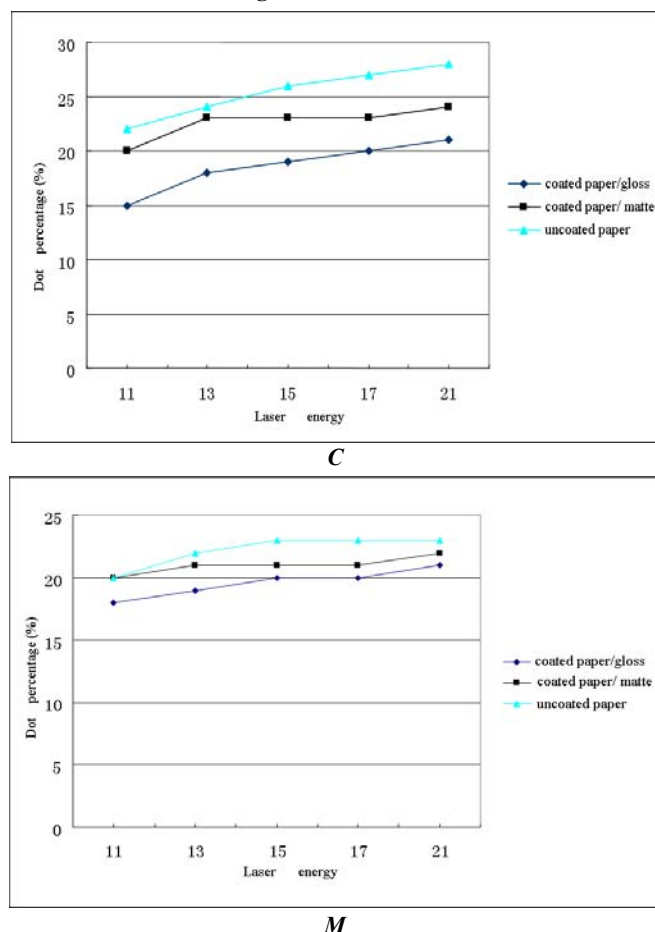 30
25
20
15
10
5
0
Dot percentage (%)
11 13 15 17 21
Laser energy
coated paper/gloss
coated paper/ matte
uncoated paper
C
25
20
15
10
5
0
Dot percentage (%)
11 13 15 17 21
Laser energy
coated paper/gloss
coated paper/ matte
uncoated paper
M